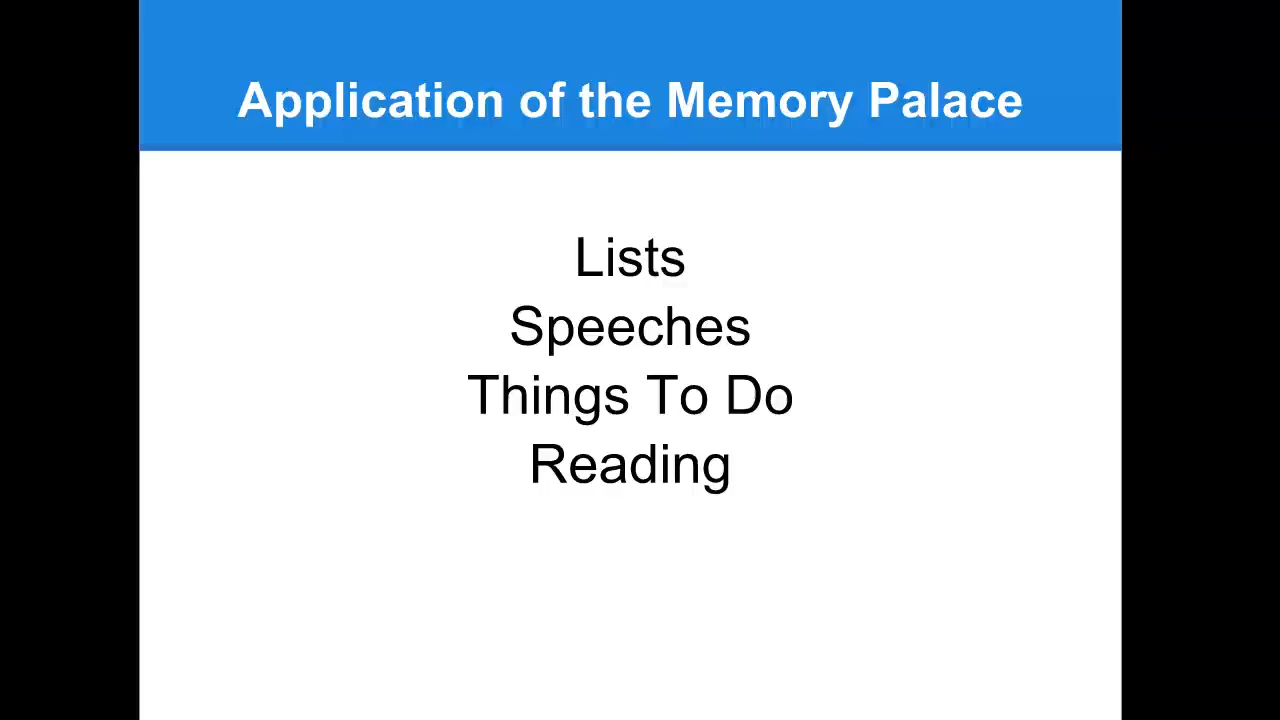 Application of the Memory Palace
Lists
Speeches
Things To Do
Reading